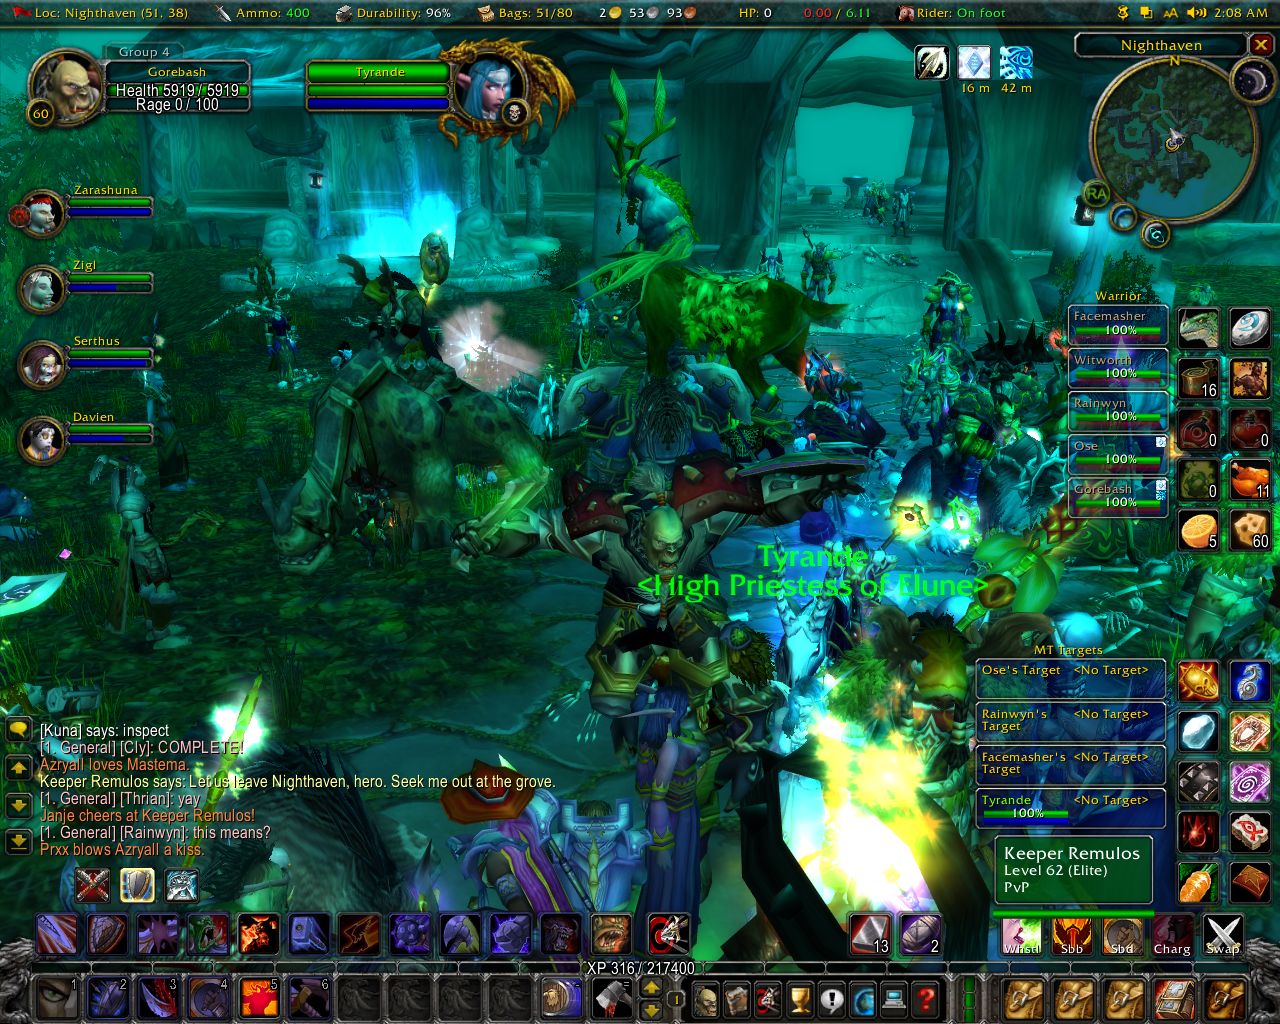 Loc: Nighthaven (51, 38)
Ammo: 400
Durability: 96%
Bags: 51/80
2 53 93
HP: 0
0.00 / 6.11
Rider: On foot
2:08 AM
Group 4
Gorebash
Health 5919 / 5919
Rage 0 / 100
60
Tyrande
16 m
42 m
Nighthaven
N
RA
Zarashuna
Zigl
Serthus
Davien
Warrior
Facemasher
100%
Witworth
100%
Rainwyn
100%
Ose
100%
Gorebash
100%
16
0
0
0
11
5
60
Tyrande
<High Priestess of Elune>
MT Targets
Ose's Target <No Target>
Rainwyn's Target <No Target>
Facemasher's Target <No Target>
Tyrande <No Target>
100%
[Kuna] says: inspect
[1. General] [Cly]: COMPLETE!
Azryall loves Mastema.
Keeper Remulos says: Let us leave Nighthaven, hero. Seek me out at the grove.
[1. General] [Thrian]: yay
Janje cheers at Keeper Remulos!
[1. General] [Rainwyn]: this means?
Prxx blows Azryall a kiss.
Keeper Remulos
Level 62 (Elite)
PvP
13
2
Whstl
Sbb
Sbd
Charg
Swap
XP 316 / 217400
1
2
3
4
5
6
-
=
1